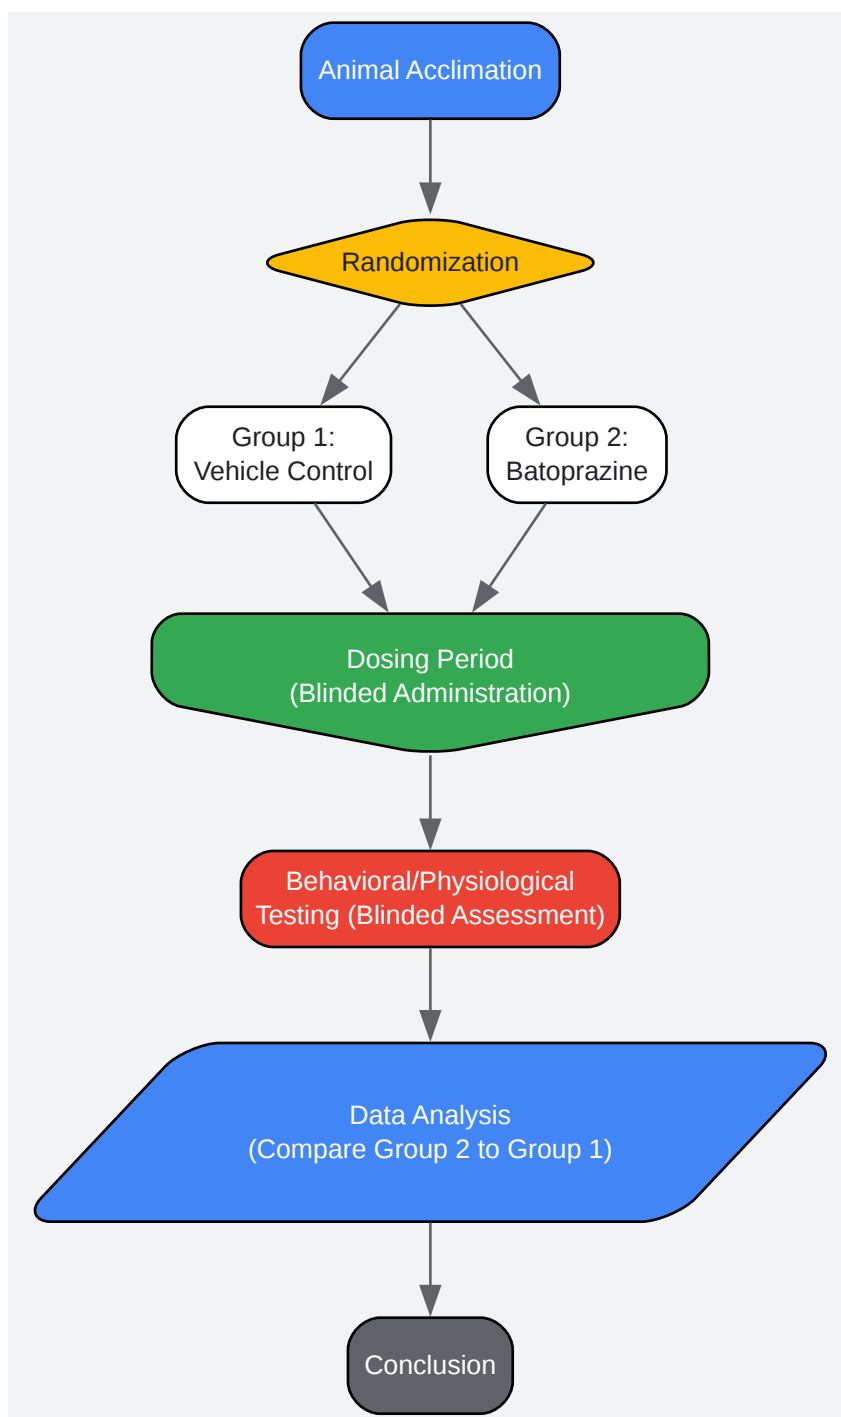 Animal Acclimation
Randomization
Group 1:
Vehicle Control
Group 2:
Batoprazine
Dosing Period
(Blinded Administration)
Behavioral/Physiological
Testing (Blinded Assessment)
Data Analysis
(Compare Group 2 to Group 1)
Conclusion